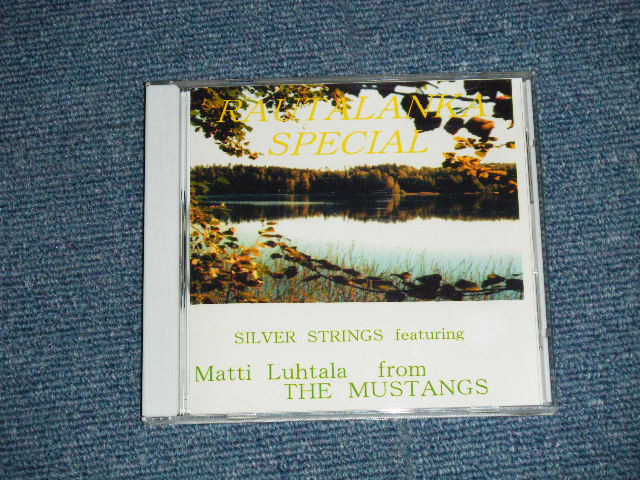 RAUTALANKA
SPECIAL
SILVER STRINGS featuring
Matti Luhtala from
THE MUSTANGS